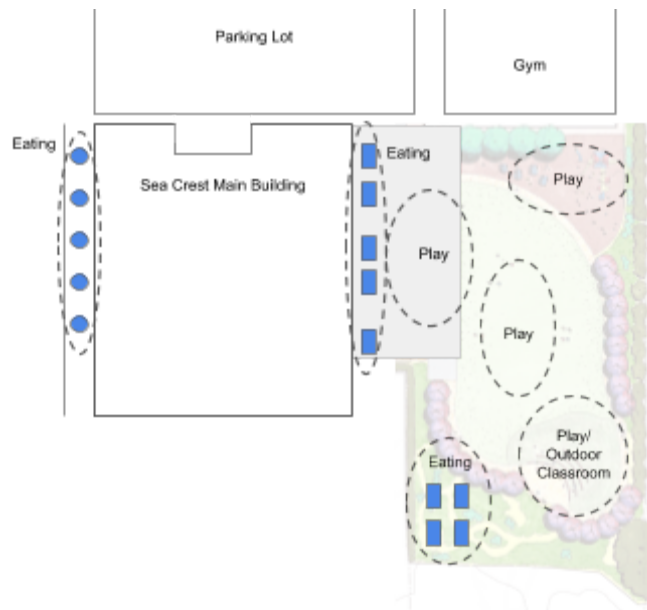 Parking Lot
Gym
Eating
Eating
Sea Crest Main Building
Play
Play
Play
Play/
Outdoor
Classroom
Eating